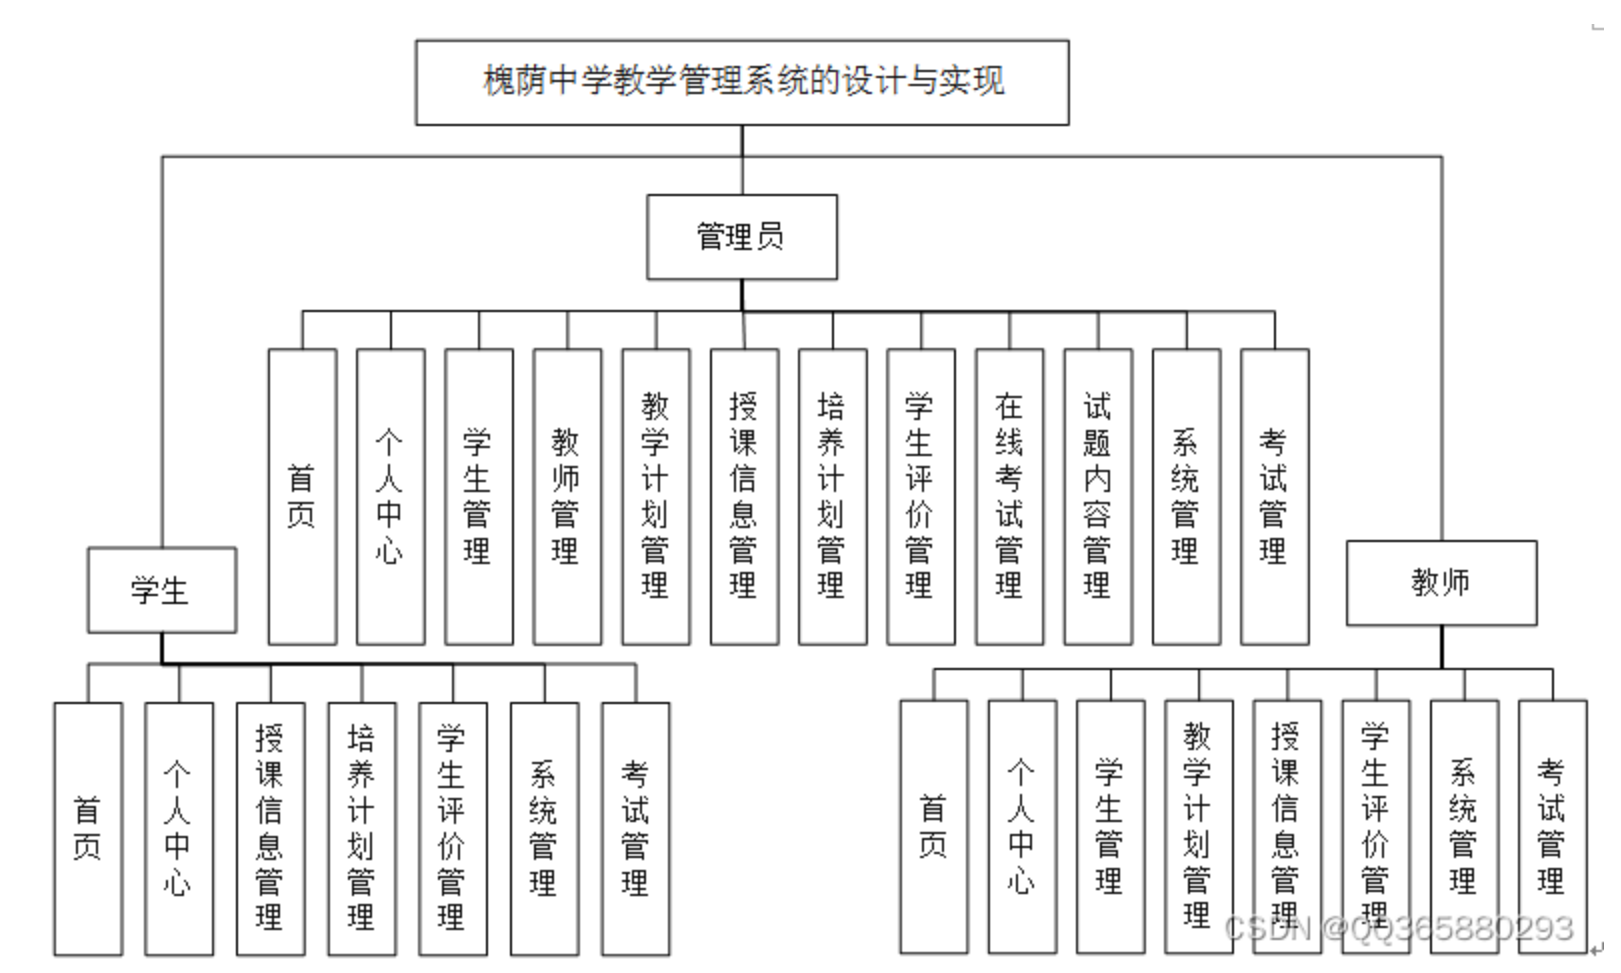 槐荫中学教学管理系统的设计与实现
管理员
首页
个人中心
学生管理
教师管理
教学计划管理
授课信息管理
培养计划管理
学生评价管理
在线考试管理
试题内容管理
系统管理
考试管理
学生
首页
个人中心
授课信息管理
培养计划管理
学生评价管理
系统管理
考试管理
教师
首页
个人中心
学生管理
教学计划管理
授课信息管理
学生评价管理
系统管理
考试管理
CSDN @QQ365880293